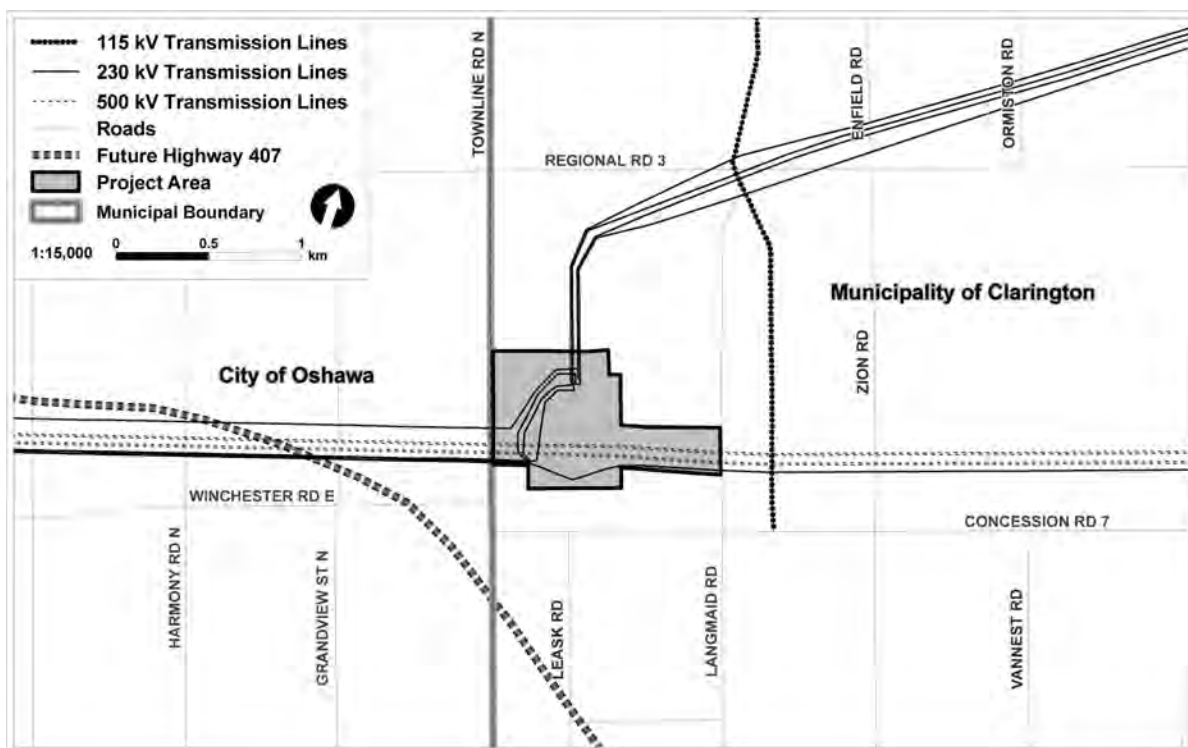 115 kV Transmission Lines
230 kV Transmission Lines
500 kV Transmission Lines
Roads
Future Highway 407
Project Area
Municipal Boundary
1:15,000
0 0.5 1
km
TOWNLINE RD N
ENFIELD RD
ORMISTON RD
REGIONAL RD 3
Municipality of Clarington
ZION RD
City of Oshawa
WINCHESTER RD E
CONCESSION RD 7
HARMONY RD N
GRANDVIEW ST N
LEASK RD
LANGMAID RD
VANNEST RD